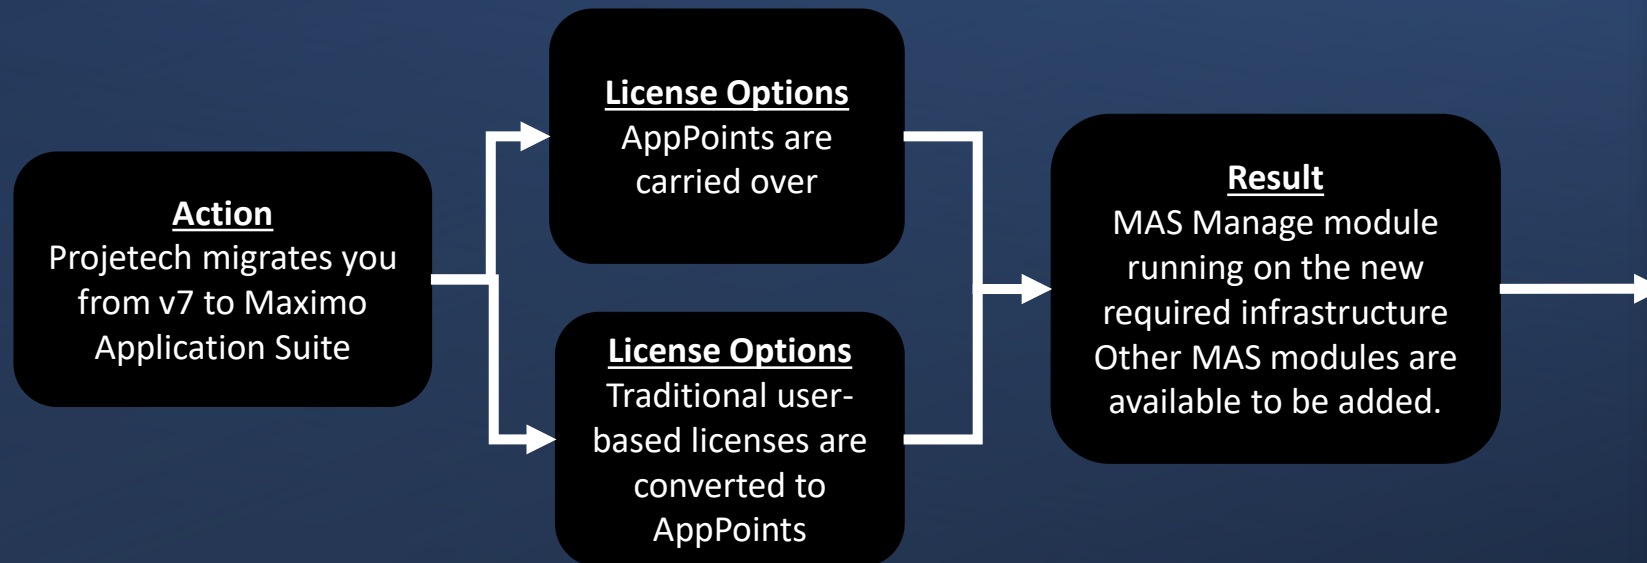 Action
Projetech migrates you
from v7 to Maximo
Application Suite
License Options
AppPoints are
carried over
License Options
Traditional user-
based licenses are
converted to
AppPoints
Result
MAS Manage module
running on the new
required infrastructure
Other MAS modules are
available to be added.